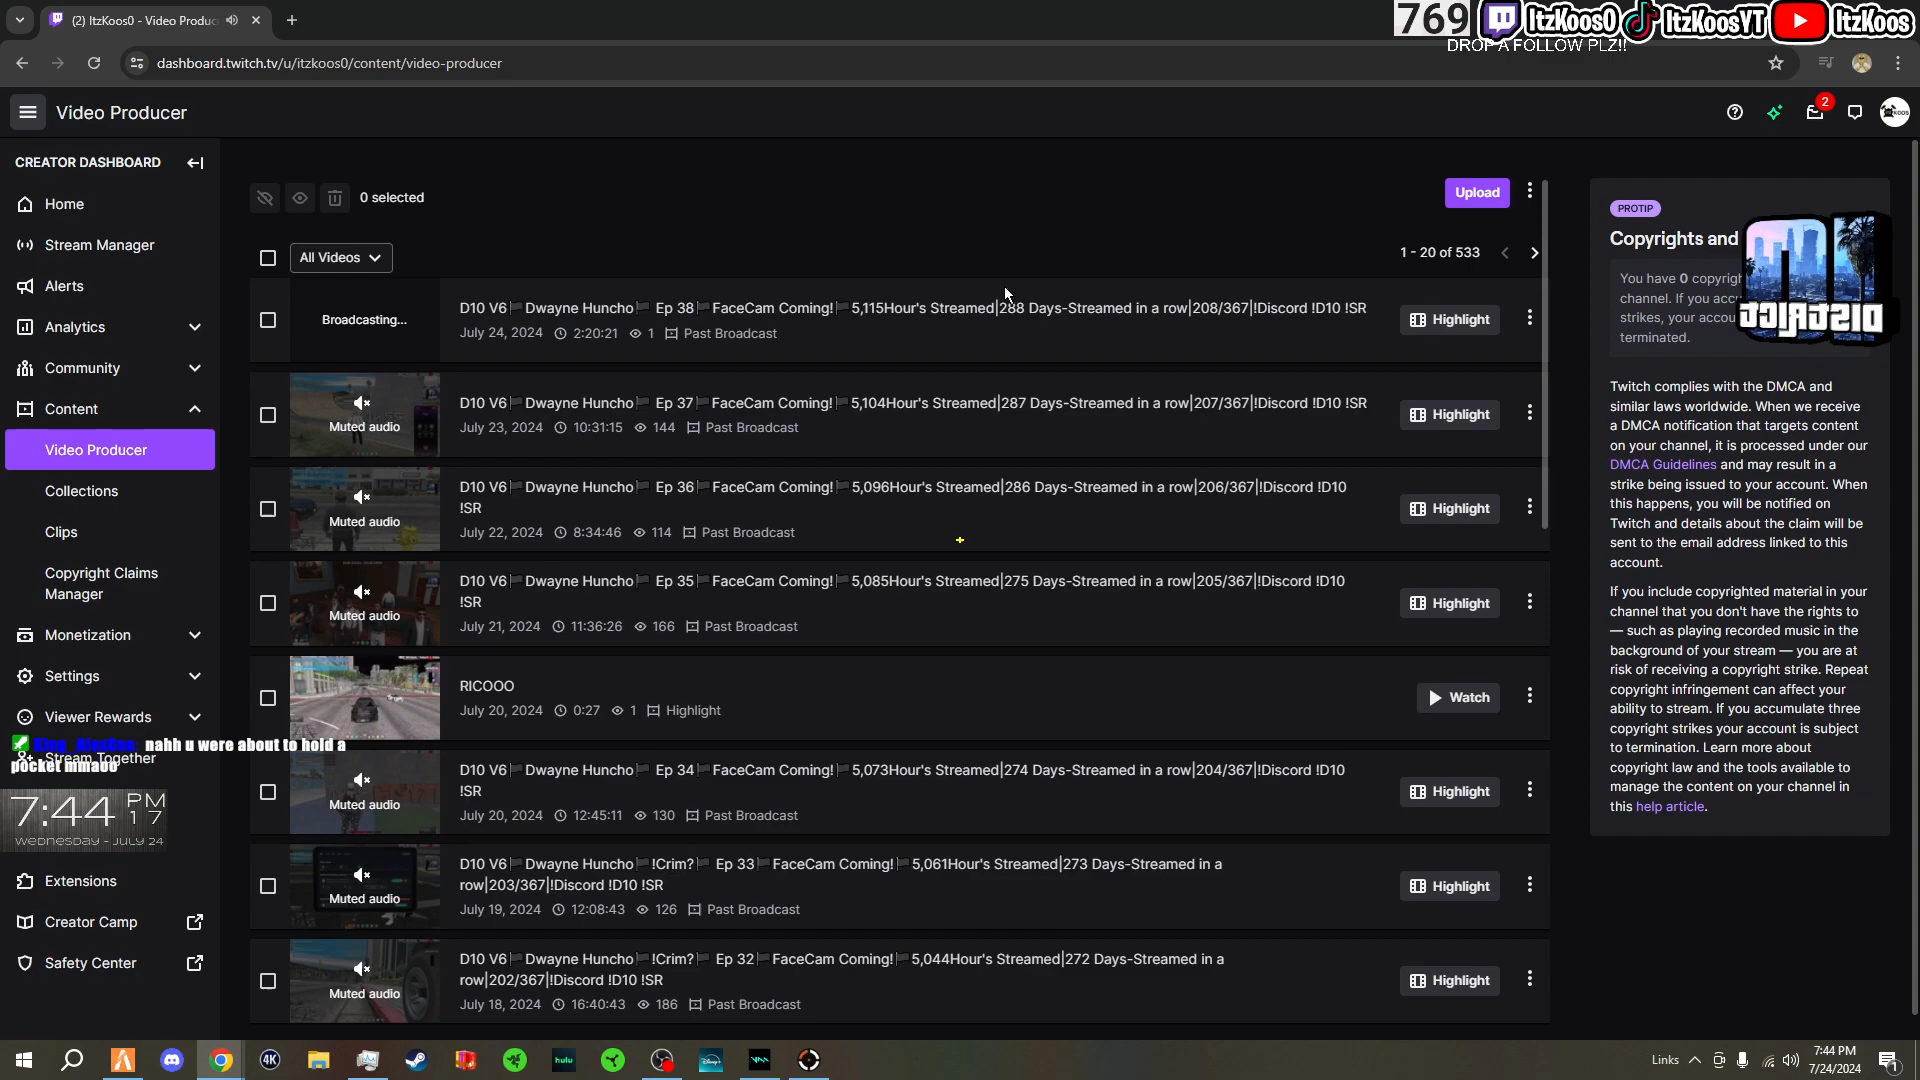 (2) ItzKoos0 - Video Produc
769
ItzKoos0
ItzKoosYT
ItzKoos
DROP A FOLLOW PLZ!!
dashboard.twitch.tv/u/itzkoos0/content/video-producer
Video Producer
2
CREATOR DASHBOARD
Home
Stream Manager
Alerts
Analytics
Community
Content
Video Producer
Collections
Clips
Copyright Claims
Manager
Monetization
Settings
Viewer Rewards
Stream Together
nahh u were about to hold a
pocket mmaoo
7:44 PM
17
Wednesday - July 24
Extensions
Creator Camp
Safety Center
0 selected
Upload
All Videos
1 - 20 of 533
Broadcasting...
D10 V6 Dwayne Huncho Ep 38 FaceCam Coming! 5,115Hour's Streamed|288 Days-Streamed in a row|208/367|!Discord !D10 !SR
July 24, 2024 2:20:21 1 Past Broadcast
Highlight
Muted audio
D10 V6 Dwayne Huncho Ep 37 FaceCam Coming! 5,104Hour's Streamed|287 Days-Streamed in a row|207/367|!Discord !D10 !SR
July 23, 2024 10:31:15 144 Past Broadcast
Highlight
Muted audio
D10 V6 Dwayne Huncho Ep 36 FaceCam Coming! 5,096Hour's Streamed|286 Days-Streamed in a row|206/367|!Discord !D10
!SR
July 22, 2024 8:34:46 114 Past Broadcast
Highlight
Muted audio
D10 V6 Dwayne Huncho Ep 35 FaceCam Coming! 5,085Hour's Streamed|275 Days-Streamed in a row|205/367|!Discord !D10
!SR
July 21, 2024 11:36:26 166 Past Broadcast
Highlight
RICOOO
July 20, 2024 0:27 1 Highlight
Watch
Muted audio
D10 V6 Dwayne Huncho Ep 34 FaceCam Coming! 5,073Hour's Streamed|274 Days-Streamed in a row|204/367|!Discord !D10
!SR
July 20, 2024 12:45:11 130 Past Broadcast
Highlight
Muted audio
D10 V6 Dwayne Huncho !Crim? Ep 33 FaceCam Coming! 5,061Hour's Streamed|273 Days-Streamed in a
row|203/367|!Discord !D10 !SR
July 19, 2024 12:08:43 126 Past Broadcast
Highlight
Muted audio
D10 V6 Dwayne Huncho !Crim? Ep 32 FaceCam Coming! 5,044Hour's Streamed|272 Days-Streamed in a
row|202/367|!Discord !D10 !SR
July 18, 2024 16:40:43 186 Past Broadcast
Highlight
PROTIP
Copyrights and
You have 0 copyrigh
channel. If you acc
strikes, your accou
terminated.
DISTRICT
Twitch complies with the DMCA and
similar laws worldwide. When we receive
a DMCA notification that targets content
on your channel, it is processed under our
DMCA Guidelines and may result in a
strike being issued to your account. When
this happens, you will be notified on
Twitch and details about the claim will be
sent to the email address linked to this
account.
If you include copyrighted material in your
channel that you don't have the rights to
— such as playing recorded music in the
background of your stream — you are at
risk of receiving a copyright strike. Repeat
copyright infringement can affect your
ability to stream. If you accumulate three
copyright strikes your account is subject
to termination. Learn more about
copyright law and the tools available to
manage the content on your channel in
this help article.
4K
hulu
Disney+
Links
7:44 PM
7/24/2024
1